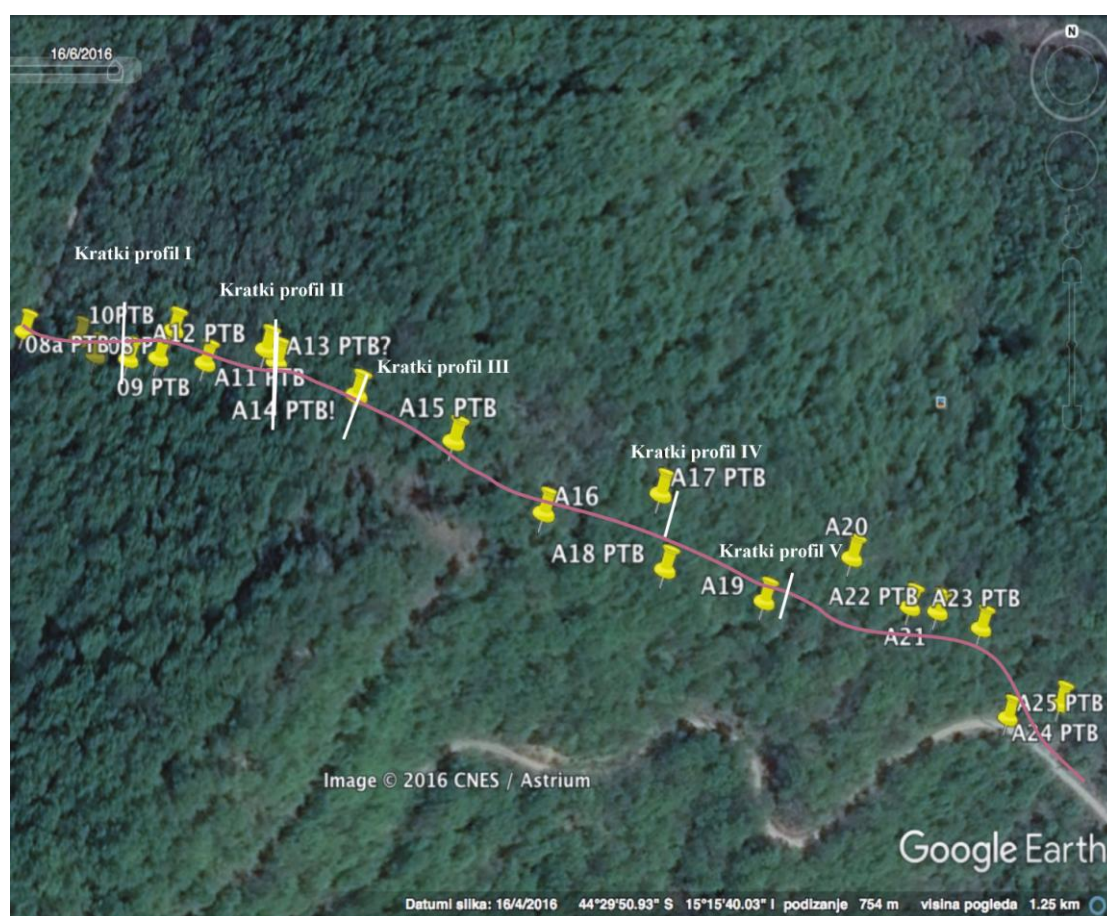 16/6/2016
N
Kratki profil I
Kratki profil II
10PTB
A12 PTB
A13 PTB?
08a PTB
09 PTB
A11 PTB
A14 PTB!
Kratki profil III
A15 PTB
Kratki profil IV
A17 PTB
A16
A18 PTB
A20
Kratki profil V
A19
A22 PTB
A23 PTB
A21
A25 PTB
A24 PTB
Image © 2016 CNES / Astrium
Google Earth
Datumi slika: 16/4/2016 44°29'50.93" S 15°15'40.03" I podizanje 754 m visina pogleda 1.25 km